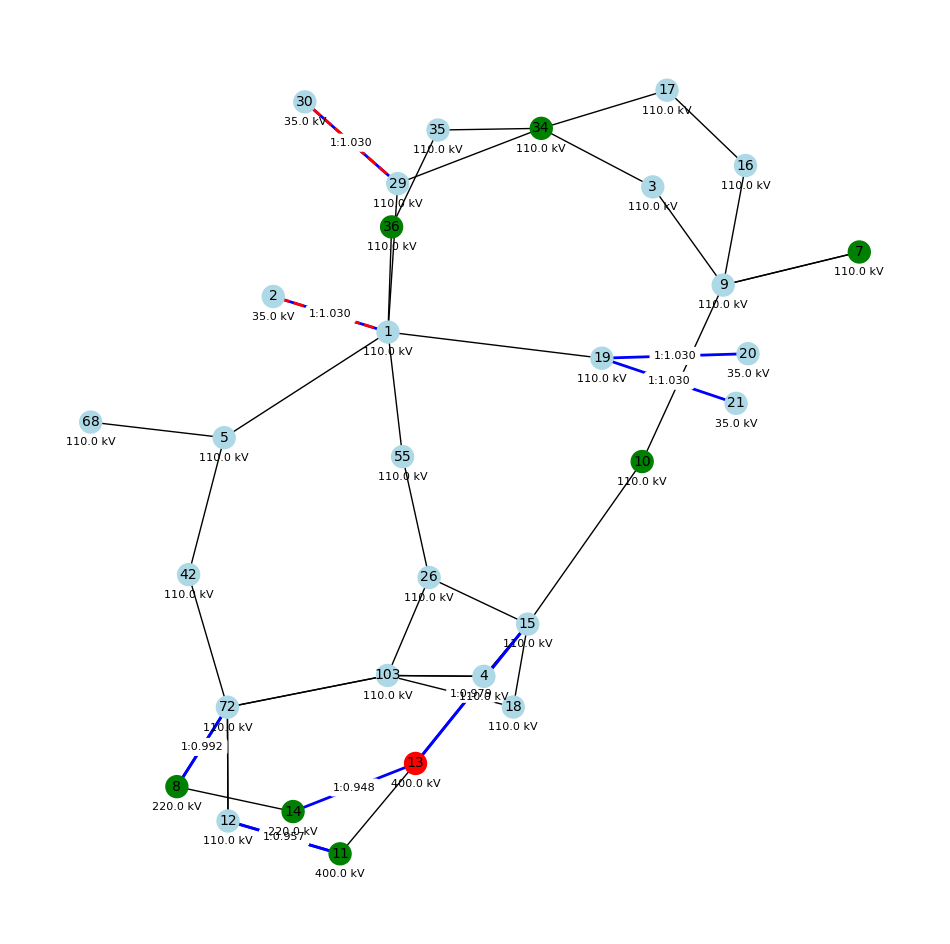 17
110.0 kV
30
35.0 kV
35
110.0 kV
34
110.0 kV
1:1.030
16
110.0 kV
29
110.0 kV
3
110.0 kV
36
110.0 kV
7
110.0 kV
9
110.0 kV
2
35.0 kV
1:1.030
1
110.0 kV
19
110.0 kV
1:1.030
20
35.0 kV
1:1.030
21
35.0 kV
68
110.0 kV
5
110.0 kV
55
110.0 kV
10
110.0 kV
42
110.0 kV
26
110.0 kV
15
110.0 kV
103
110.0 kV
4
110.0 kV
1:0.979
72
110.0 kV
18
110.0 kV
1:0.992
13
400.0 kV
8
220.0 kV
1:0.948
14
220.0 kV
12
110.0 kV
1:0.957
11
400.0 kV